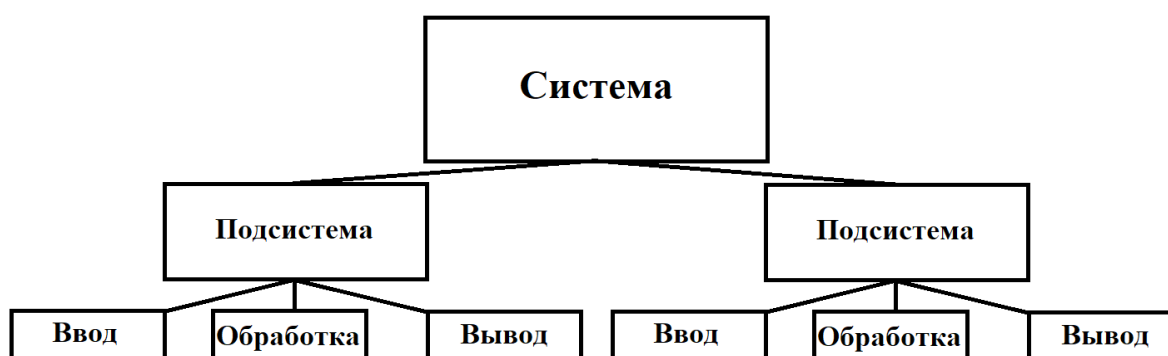 Система
Подсистема
Подсистема
Ввод
Обработка
Вывод
Ввод
Обработка
Вывод